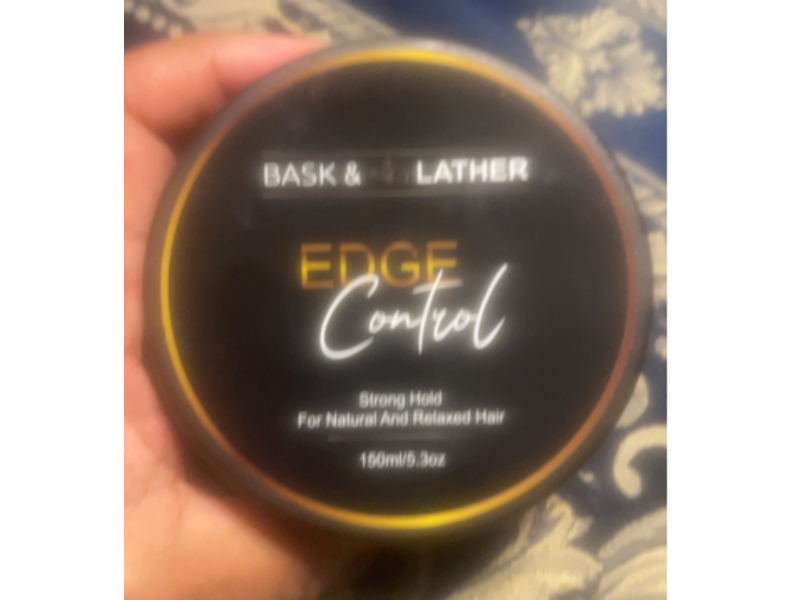 BASK & LATHER
EDGE
Control
Strong Hold
For Natural And Relaxed Hair
150ml/5.3oz